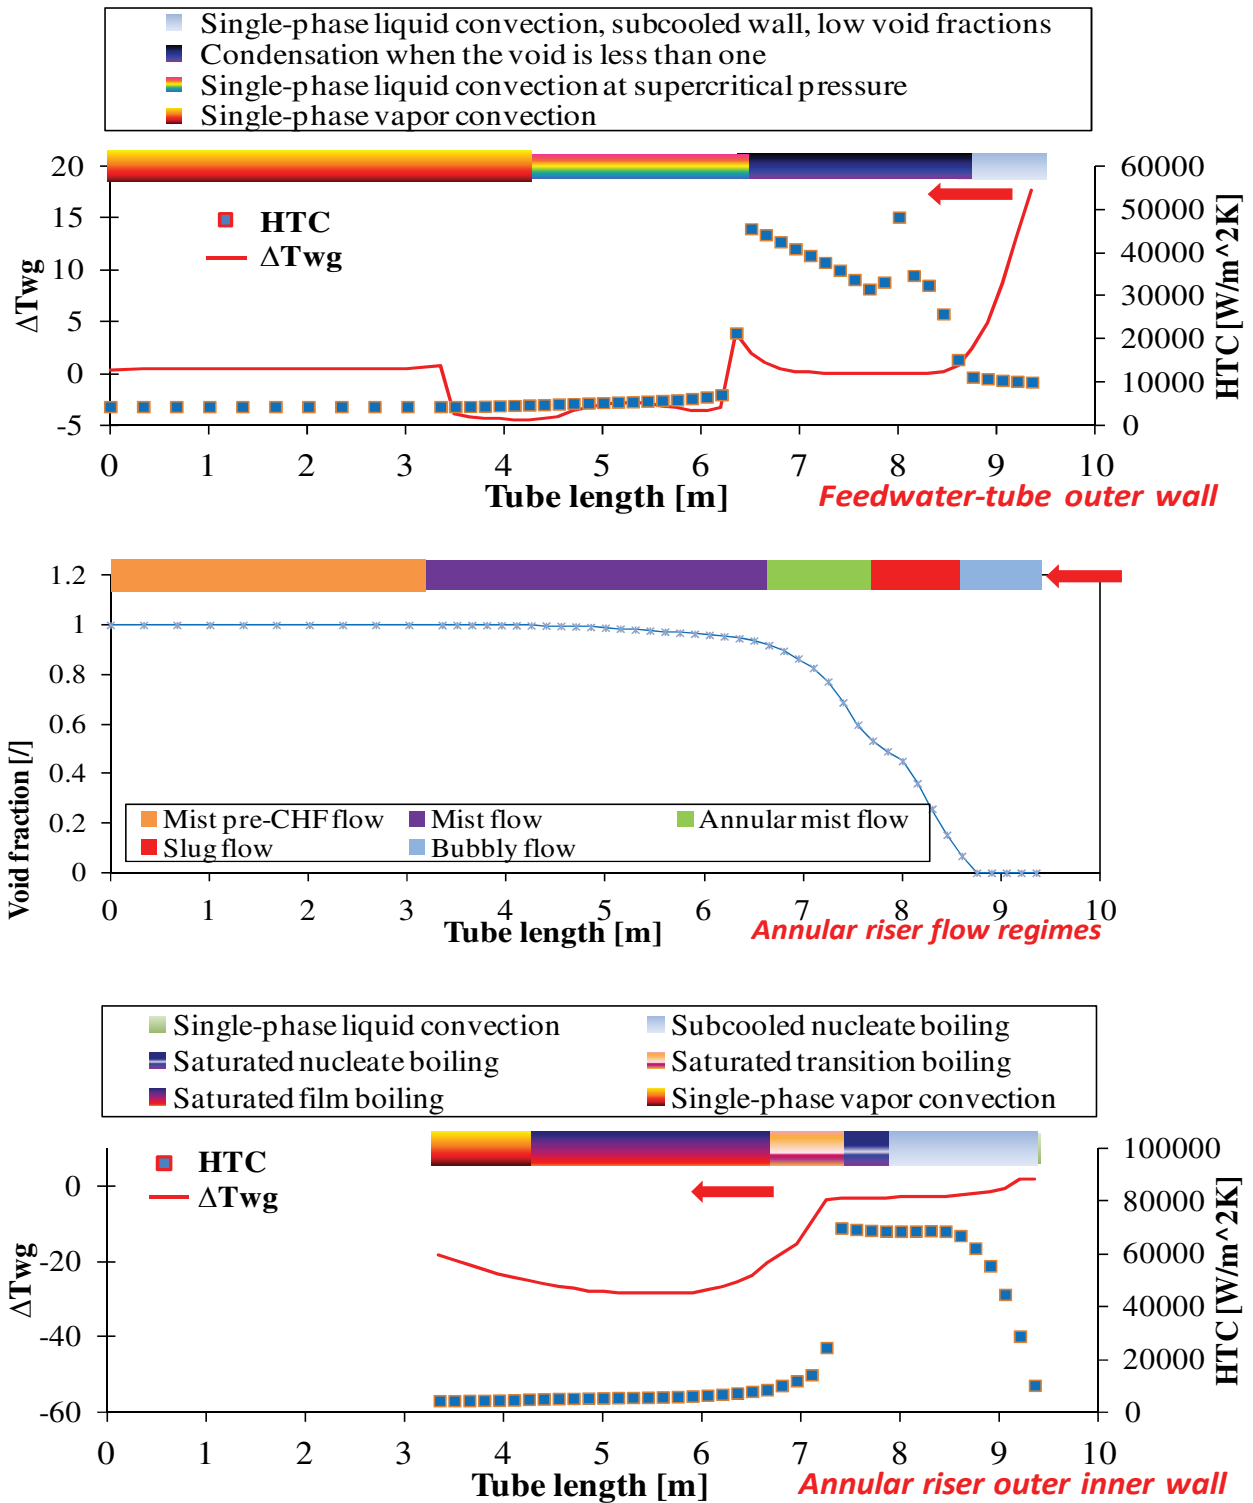 Single-phase liquid convection, subcooled wall, low void fractions
Condensation when the void is less than one
Single-phase liquid convection at supercritical pressure
Single-phase vapor convection
20
15
10
5
0
-5
ΔTwg
HTC
ΔTwg
60000
50000
40000
30000
20000
10000
0
HTC [W/m^2K]
0 1 2 3 4 5 6 7 8 9 10
Tube length [m]
Feedwater-tube outer wall
1.2
1
0.8
0.6
0.4
0.2
0
Void fraction [/]
Mist pre-CHF flow Mist flow Annular mist flow
Slug flow Bubbly flow
0 1 2 3 4 5 6 7 8 9 10
Tube length [m]
Annular riser flow regimes
Single-phase liquid convection Subcooled nucleate boiling
Saturated nucleate boiling Saturated transition boiling
Saturated film boiling Single-phase vapor convection
0
-20
-40
-60
ΔTwg
HTC
ΔTwg
100000
80000
60000
40000
20000
0
HTC [W/m^2K]
0 1 2 3 4 5 6 7 8 9 10
Tube length [m]
Annular riser outer inner wall